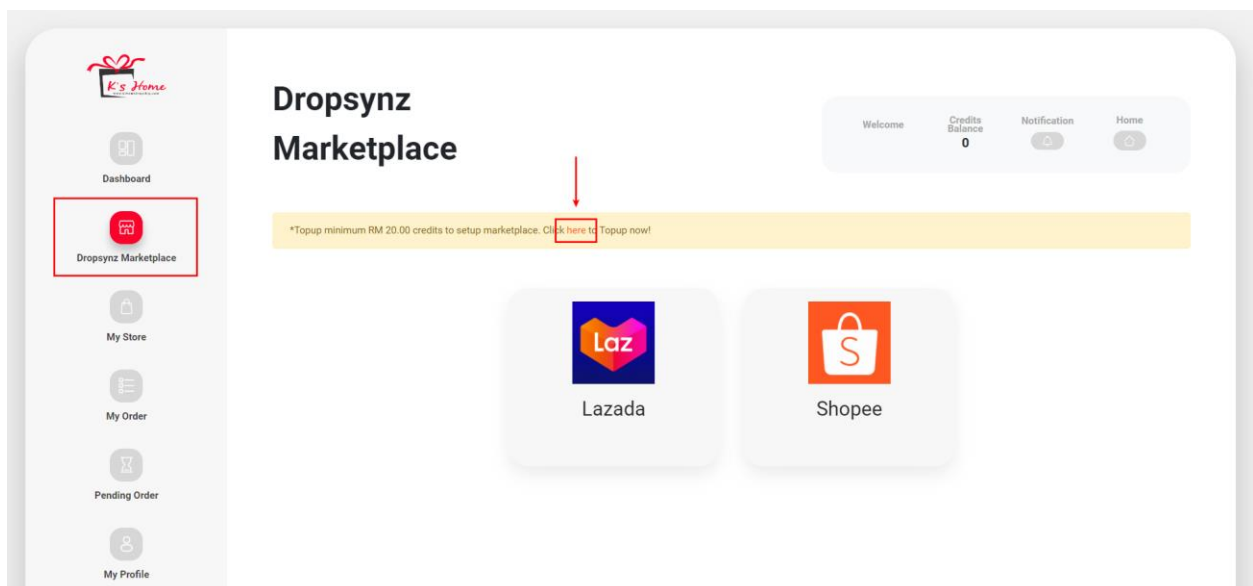 K's Home
Dashboard
Dropsynz Marketplace
My Store
My Order
Pending Order
My Profile
Dropsynz
Marketplace
Welcome
Credits
Balance
0
Notification
Home
*Topup minimum RM 20.00 credits to setup marketplace. Click here to Topup now!
Laz
Lazada
S
Shopee